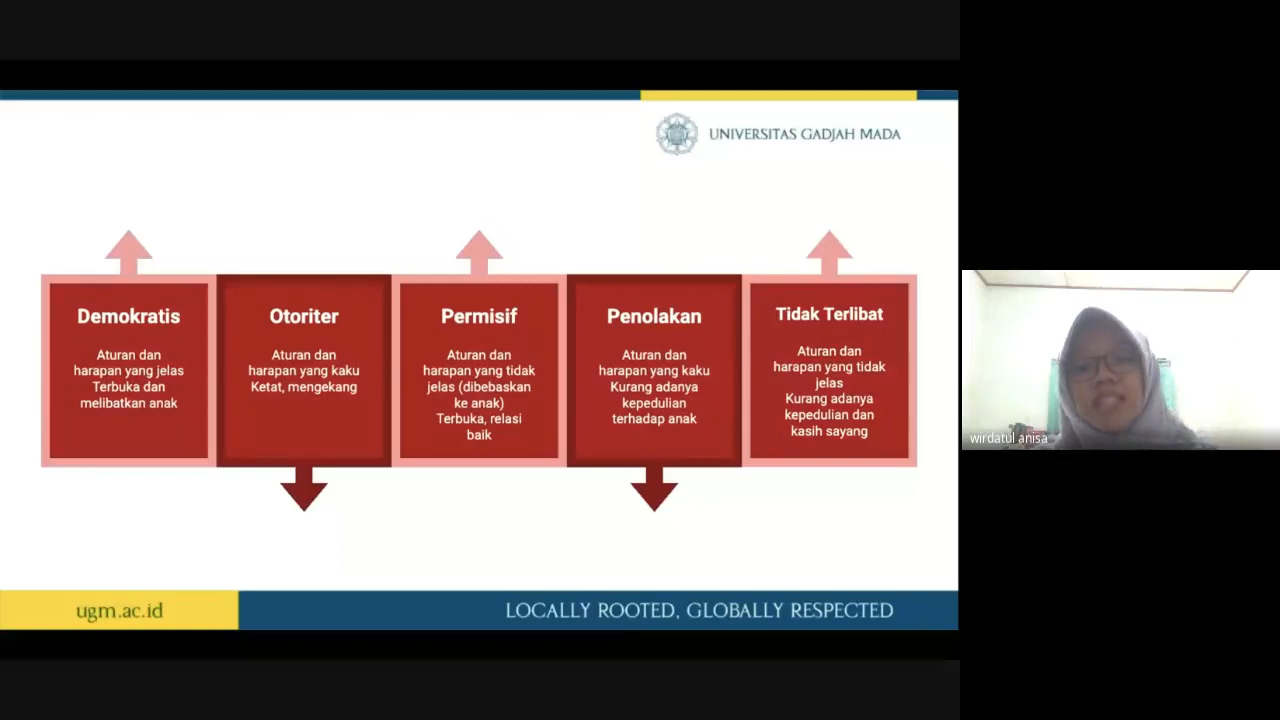 UNIVERSITAS GADJAH MADA
Demokratis
Aturan dan
harapan yang jelas
Terbuka dan
melibatkan anak
Otoriter
Aturan dan
harapan yang kaku
Ketat, mengekang
Permisif
Aturan dan
harapan yang tidak
jelas (dibebaskan
ke anak)
Terbuka, relasi
baik
Penolakan
Aturan dan
harapan yang kaku
Kurang adanya
kepedulian
terhadap anak
Tidak Terlibat
Aturan dan
harapan yang tidak
jelas
Kurang adanya
kepedulian dan
kasih sayang
wirdatul anisa
ugm.ac.id
LOCALLY ROOTED, GLOBALLY RESPECTED